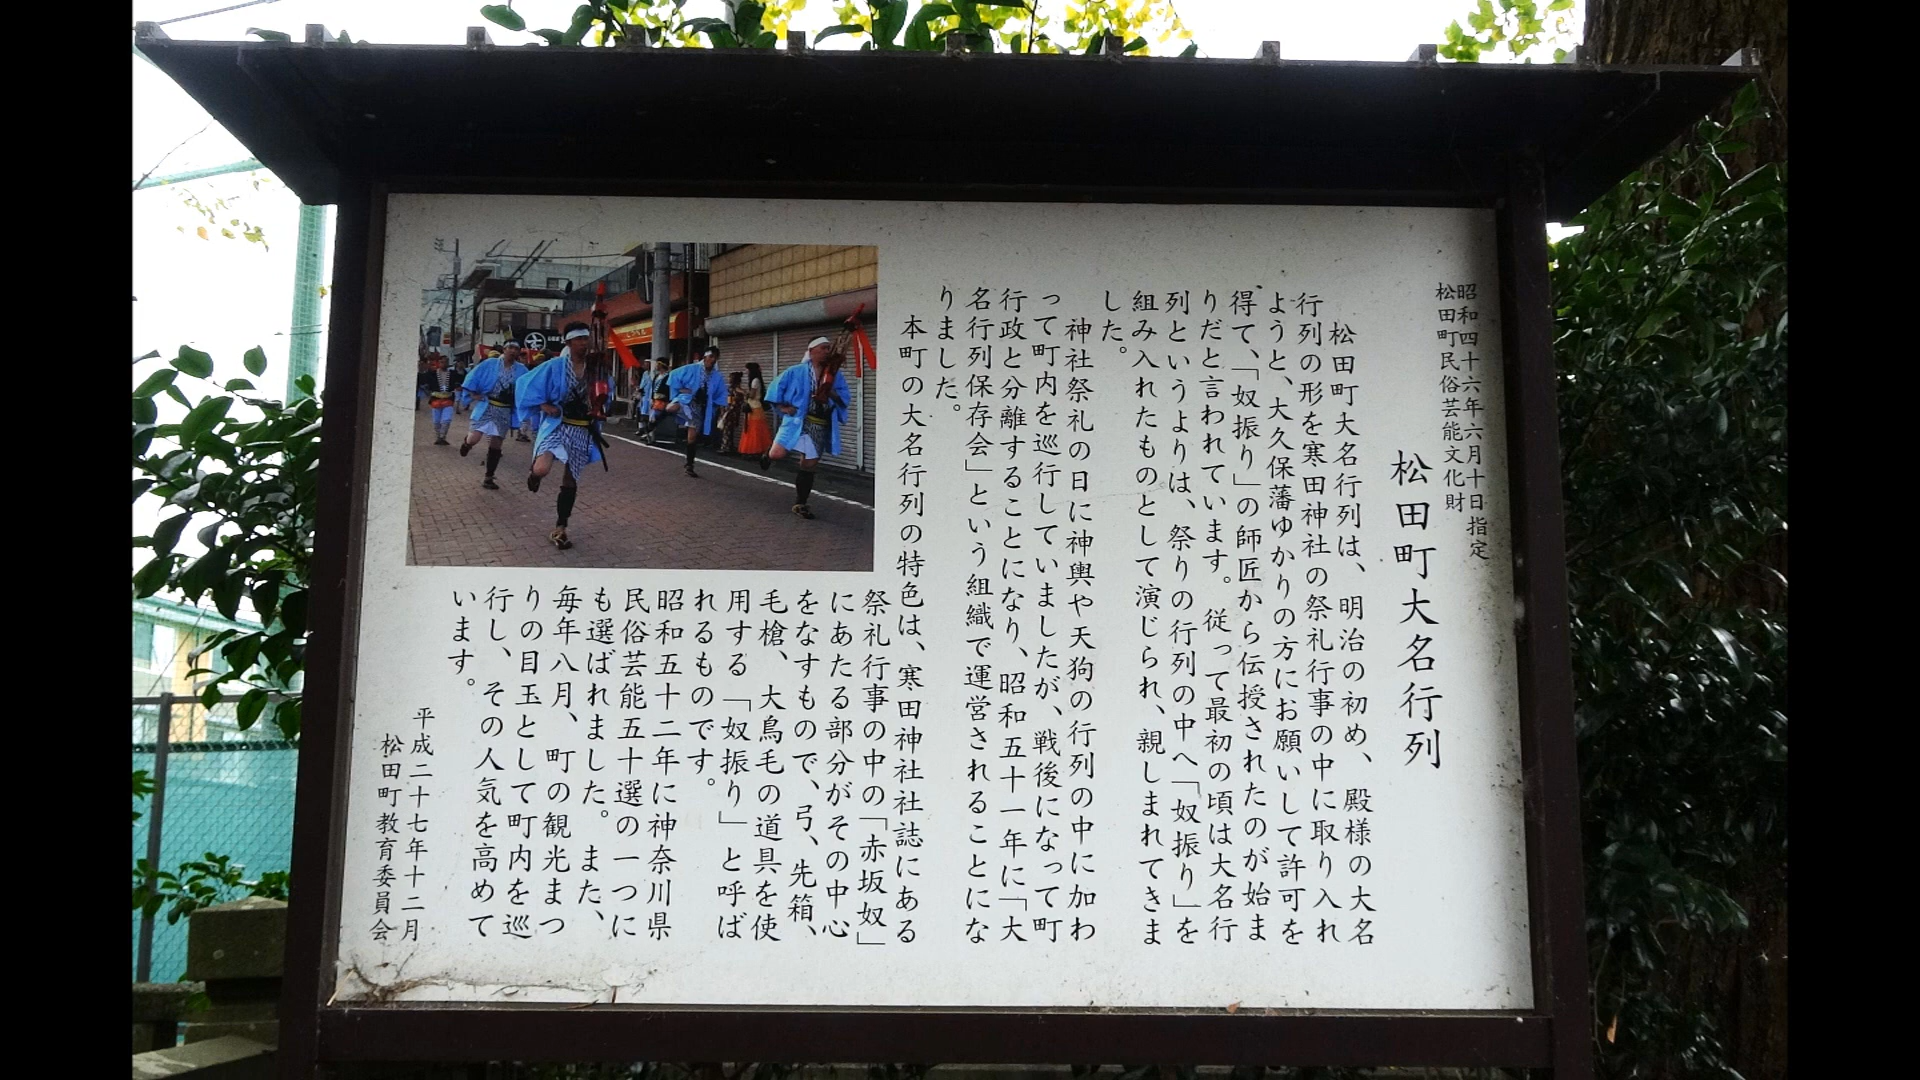 昭和四十六年六月十日指定
松田町民俗芸能文化財
松田町大名行列
松田町大名行列は、明治の初め、殿様の大名
行列の形を寒田神社の祭礼行事の中に取り入れ
ようと、大久保藩ゆかりの方にお願いして許可を
得て、「奴振り」の師匠から伝授されたのが始ま
りだと言われています。従って最初の頃は大名行
列というよりは、祭りの行列の中へ「奴振り」を
組み入れたものとして演じられ、親しまれてきま
した。
神社祭礼の日に神輿や天狗の行列の中に加わ
って町内を巡行していましたが、戦後になって町
行政と分離することになり、昭和五十一年に「大
名行列保存会」という組織で運営されることにな
りました。
本町の大名行列の特色は、寒田神社社誌にある
祭礼行事の中の「赤坂奴」
にあたる部分がその中心
をなすもので、弓、先箱、
毛槍、大鳥毛の道具を使
用する「奴振り」と呼ば
れるものです。
昭和五十二年に神奈川県
民俗芸能五十選の一つに
も選ばれました。また、
毎年八月、町の観光まつ
りの目玉として町内を巡
行し、その人気を高めて
います。
平成二十七年十二月
松田町教育委員会